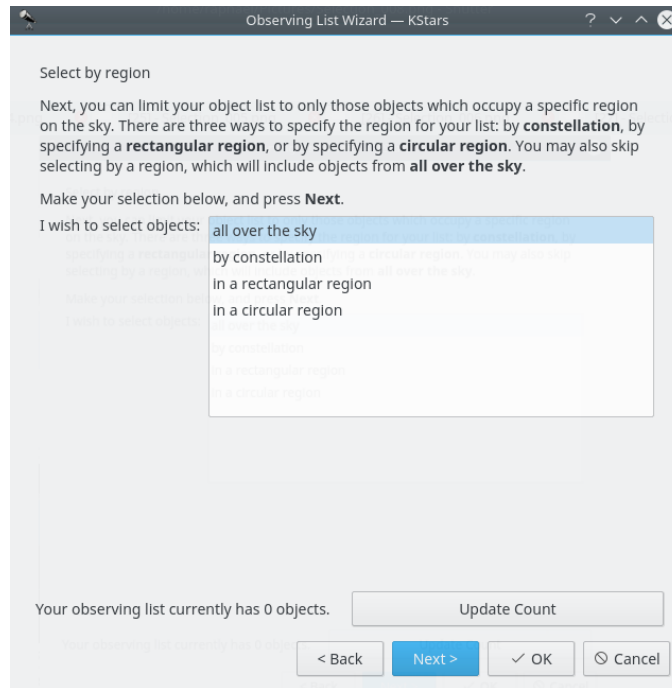 Observing List Wizard — KStars
Select by region
Next, you can limit your object list to only those objects which occupy a specific region
on the sky. There are three ways to specify the region for your list: by constellation, by
specifying a rectangular region, or by specifying a circular region. You may also skip
selecting by a region, which will include objects from all over the sky.
Make your selection below, and press Next.
I wish to select objects:
all over the sky
by constellation
in a rectangular region
in a circular region
Your observing list currently has 0 objects.
Update Count
< Back
Next >
OK
Cancel